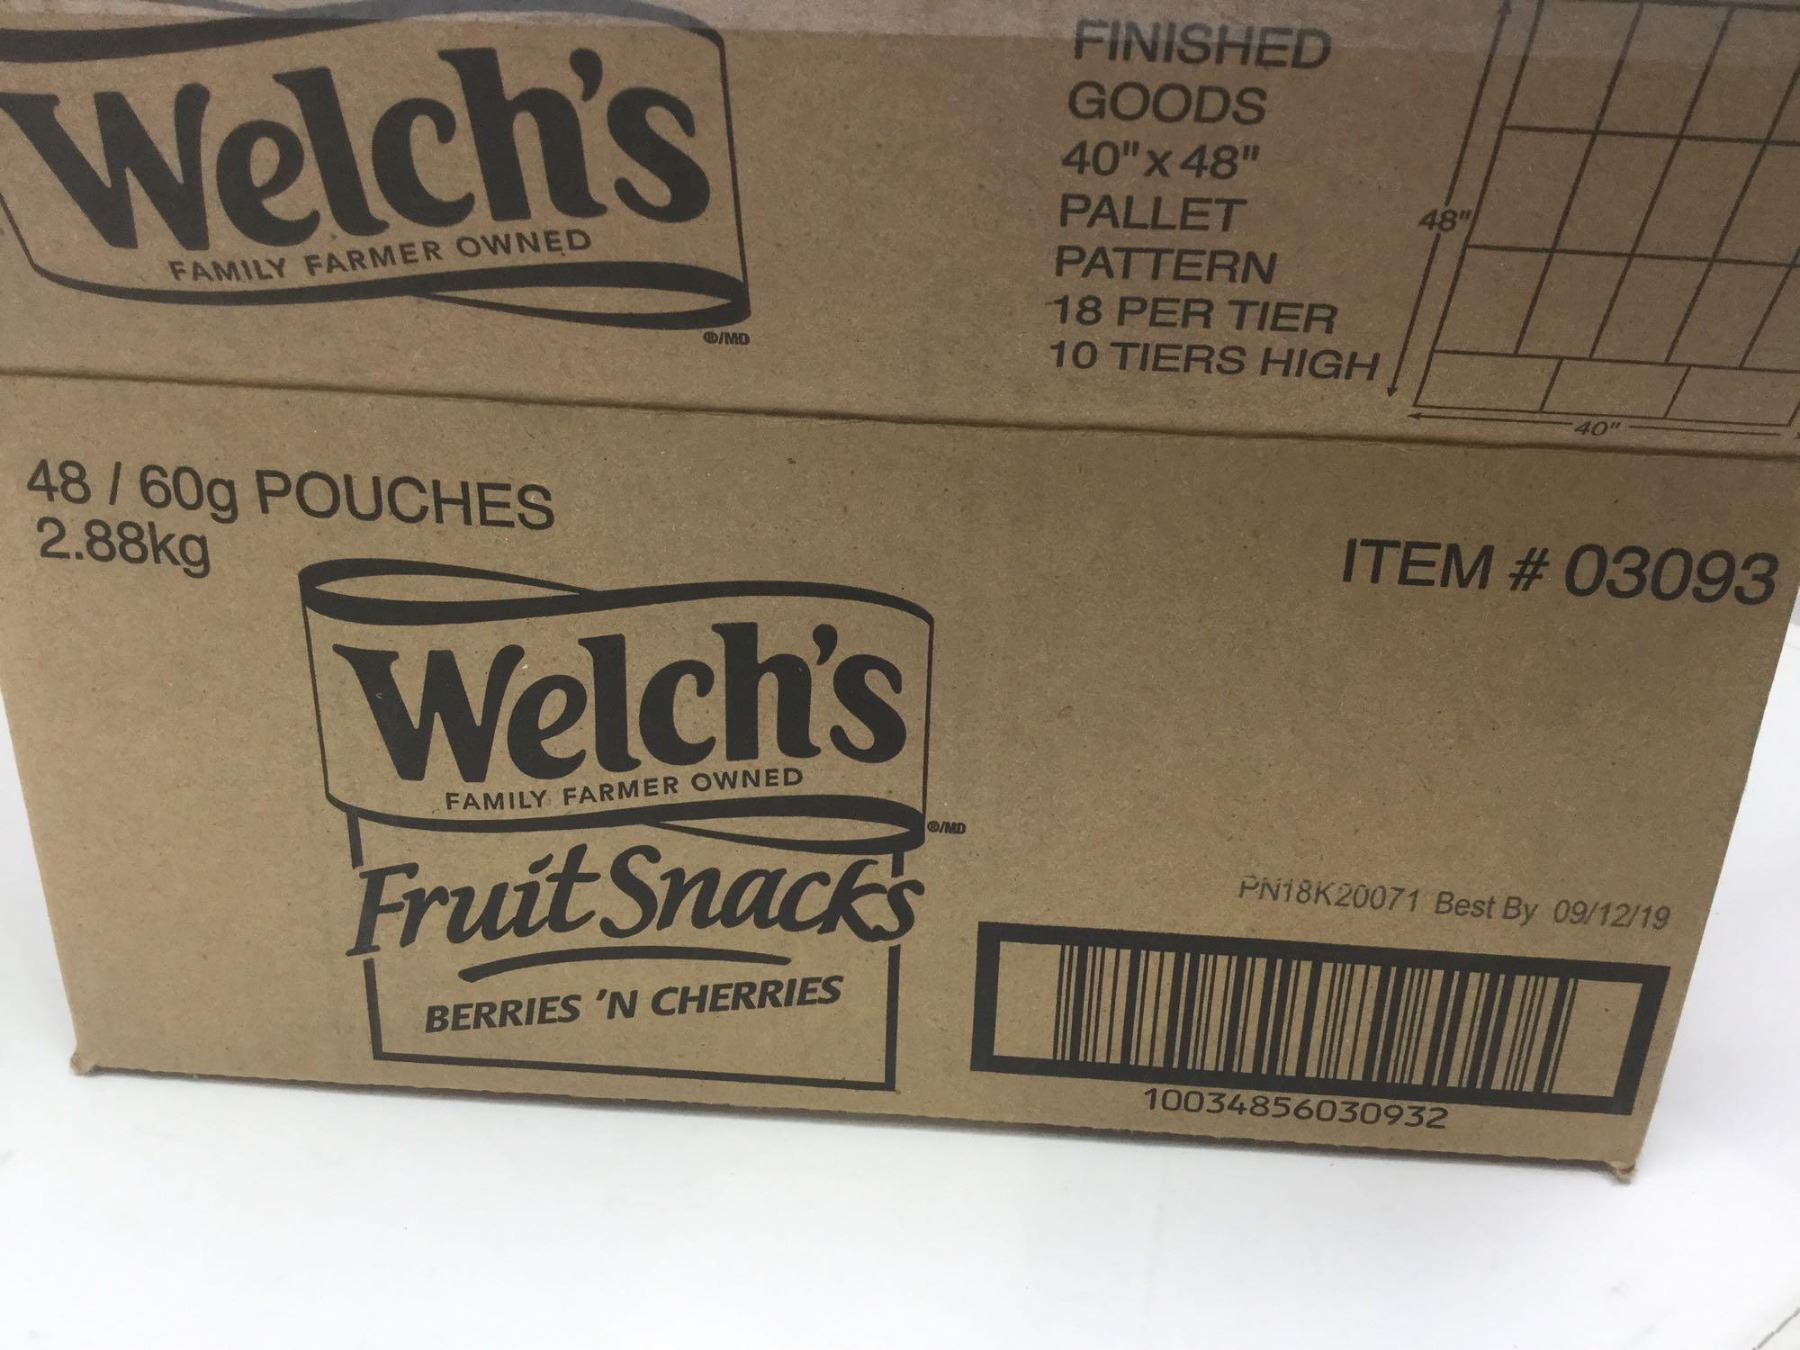 Welch's
FAMILY FARMER OWNED
®/MD
FINISHED
GOODS
40" x 48"
PALLET
PATTERN
18 PER TIER
10 TIERS HIGH
48"
40"
48 / 60g POUCHES
2.88kg
ITEM # 03093
Welch's
FAMILY FARMER OWNED
®/MD
Fruit Snacks
BERRIES 'N CHERRIES
PN18K20071 Best By 09/12/19
10034856030932